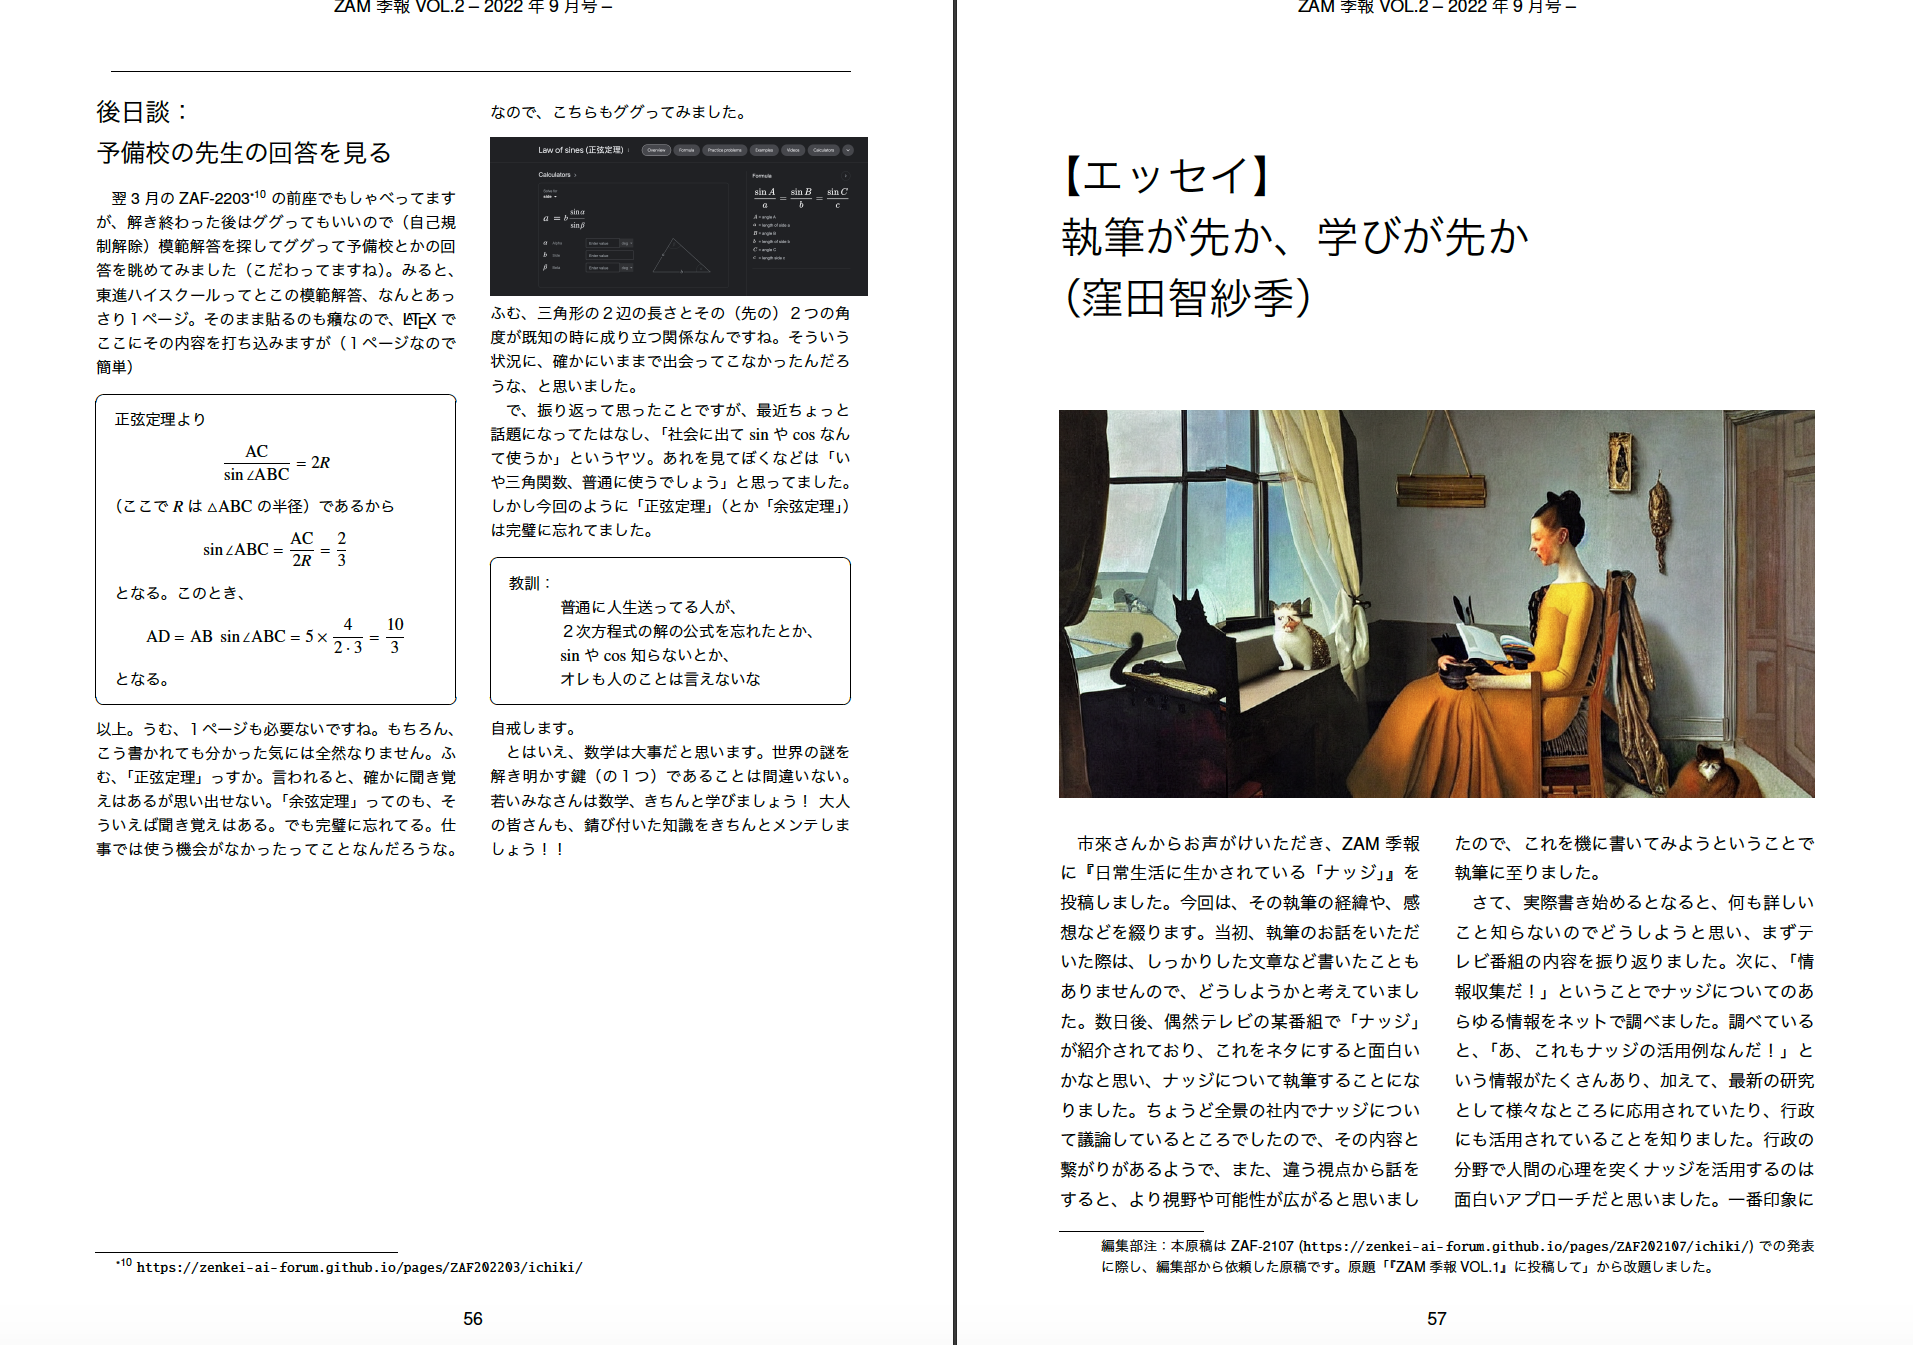 ZAM 季報 VOL.2 – 2022 年 9 月号 –
後日談：
予備校の先生の回答を見る
翌 3 月の ZAF-2203*10 の前座でもしゃべってます
が、解き終わった後はググってもいいので（自己規
制解除）模範解答を探してググって予備校とかの回
答を眺めてみました（こだわってますね）。みると、
東進ハイスクールってとこの模範解答、なんとあっ
さり１ページ。そのまま貼るのも癪なので、LATEX で
ここにその内容を打ち込みますが（１ページなので
簡単）
正弦定理より
AC / sin∠ABC = 2R
（ここで R は △ABC の半径）であるから
sin∠ABC = AC / 2R = 2 / 3
となる。このとき、
AD = AB sin∠ABC = 5 × 4 / 2·3 = 10 / 3
となる。
以上。うむ、１ページも必要ないですね。もちろん、
こう書かれても分かった気には全然なりません。ふ
む、「正弦定理」っすか。言われると、確かに聞き覚
えはあるが思い出せない。「余弦定理」ってのも、そ
ういえば聞き覚えはある。でも完璧に忘れてる。仕
事では使う機会がなかったってことなんだろうな。
なので、こちらもググってみました。
Law of sines (正弦定理)
Overview Formula Practice problems Examples Videos Calculators
Calculators
Solve for
side
a = b sin α / sin β
α Alpha Enter value deg
b Side Enter value
β Beta Enter value deg
Formula
sin A / a = sin B / b = sin C / c
A = angle A
a = length of side a
B = angle B
b = length of side b
C = angle C
c = length side c
ふむ、三角形の２辺の長さとその（先の）２つの角
度が既知の時に成り立つ関係なんですね。そういう
状況に、確かにいままで出会ってこなかったんだろ
うな、と思いました。
で、振り返って思ったことですが、最近ちょっと
話題になってたはなし、「社会に出て sin や cos なん
て使うか」というヤツ。あれを見てぼくなどは「い
や三角関数、普通に使うでしょう」と思ってました。
しかし今回のように「正弦定理」（とか「余弦定理」）
は完璧に忘れてました。
教訓：
普通に人生送ってる人が、
２次方程式の解の公式を忘れたとか、
sin や cos 知らないとか、
オレも人のことは言えないな
自戒します。
とはいえ、数学は大事だと思います。世界の謎を
解き明かす鍵（の１つ）であることは間違いない。
若いみなさんは数学、きちんと学びましょう！ 大人
の皆さんも、錆び付いた知識をきちんとメンテしま
しょう！！
*10 https://zenkei-ai-forum.github.io/pages/ZAF202203/ichiki/
56
ZAM 季報 VOL.2 – 2022 年 9 月号 –
【エッセイ】
執筆が先か、学びが先か
（窪田智紗季）
市來さんからお声がけいただき、ZAM 季報
に『日常生活に生かされている「ナッジ」』を
投稿しました。今回は、その執筆の経緯や、感
想などを綴ります。当初、執筆のお話をいただ
いた際は、しっかりした文章など書いたことも
ありませんので、どうしようかと考えていまし
た。数日後、偶然テレビの某番組で「ナッジ」
が紹介されており、これをネタにすると面白い
かなと思い、ナッジについて執筆することにな
りました。ちょうど全景の社内でナッジについ
て議論しているところでしたので、その内容と
繋がりがあるようで、また、違う視点から話を
すると、より視野や可能性が広がると思いまし
たので、これを機に書いてみようということで
執筆に至りました。
さて、実際書き始めるとなると、何も詳しい
こと知らないのでどうしようと思い、まずテ
レビ番組の内容を振り返りました。次に、「情
報収集だ！」ということでナッジについてのあ
らゆる情報をネットで調べました。調べている
と、「あ、これもナッジの活用例なんだ！」と
いう情報がたくさんあり、加えて、最新の研究
として様々なところに応用されていたり、行政
にも活用されていることを知りました。行政の
分野で人間の心理を突くナッジを活用するのは
面白いアプローチだと思いました。一番印象に
編集部注：本原稿は ZAF-2107 (https://zenkei-ai-forum.github.io/pages/ZAF202107/ichiki/) での発表
に際し、編集部から依頼した原稿です。原題「『ZAM 季報 VOL.1』に投稿して」から改題しました。
57